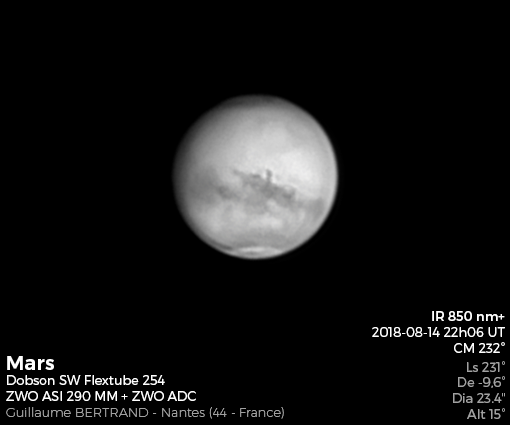 IR 850 nm+
2018-08-14 22h06 UT
CM 232°
Ls 231°
De -9,6°
Dia 23.4"
Alt 15°
Mars
Dobson SW Flextube 254
ZWO ASI 290 MM + ZWO ADC
Guillaume BERTRAND - Nantes (44 - France)